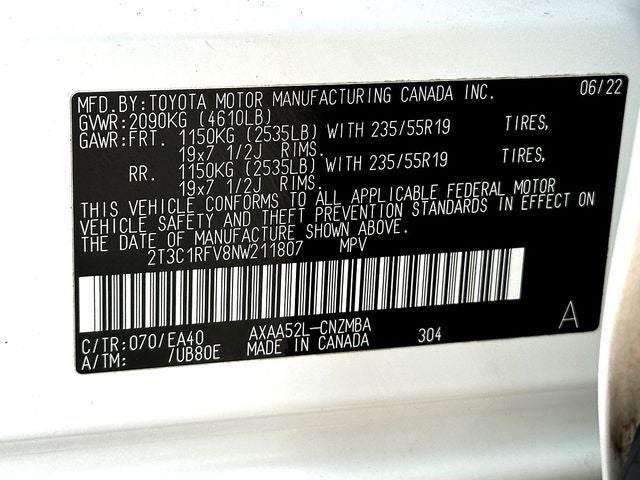 MFD.BY:TOYOTA MOTOR MANUFACTURING CANADA INC. 06/22
GVWR:2090KG (4610LB)
GAWR:FRT. 1150KG (2535LB) WITH 235/55R19 TIRES,
19x7 1/2J RIMS.
RR. 1150KG (2535LB) WITH 235/55R19 TIRES,
19x7 1/2J RIMS.
THIS VEHICLE CONFORMS TO ALL APPLICABLE FEDERAL MOTOR
VEHICLE SAFETY AND THEFT PREVENTION STANDARDS IN EFFECT ON
THE DATE OF MANUFACTURE SHOWN ABOVE.
2T3C1RFV8NW211807 MPV
C/TR:070/EA40 AXAA52L-CNZMBA 304 A
A/TM: /UB80E MADE IN CANADA